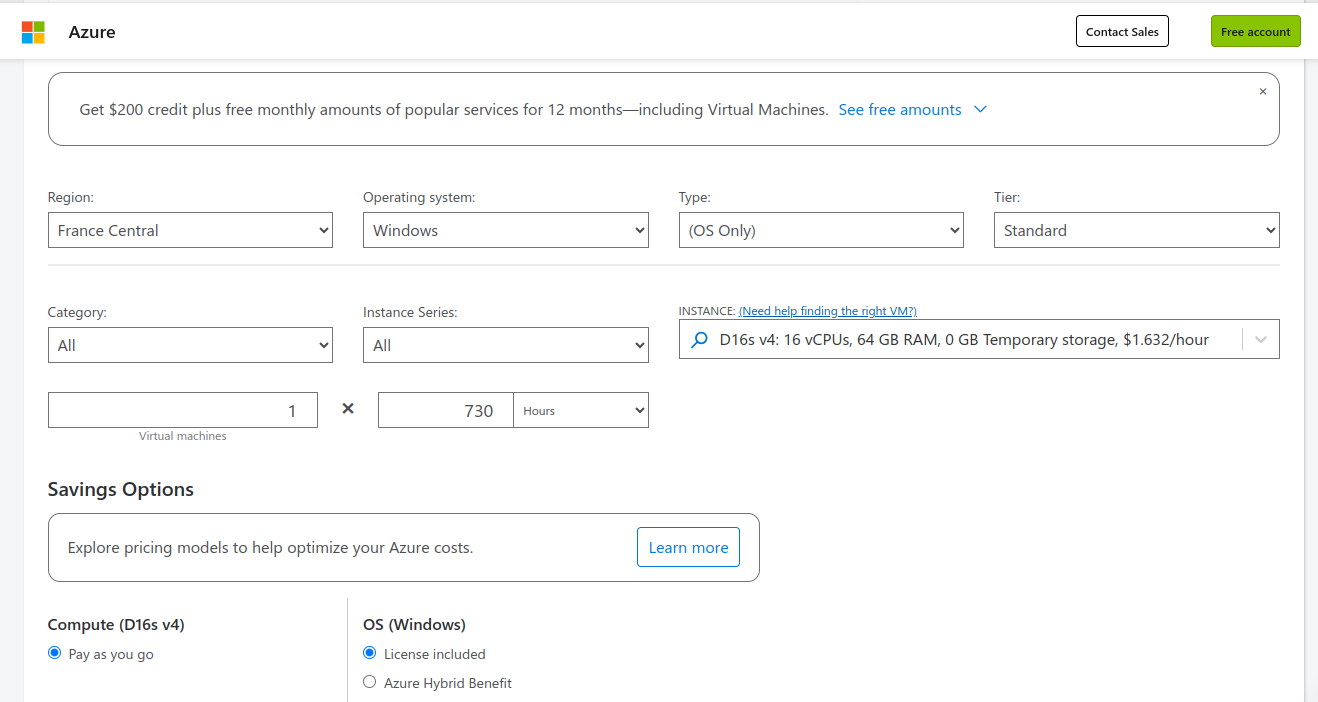 Azure
Contact Sales
Free account
Get $200 credit plus free monthly amounts of popular services for 12 months—including Virtual Machines. See free amounts
Region:
Operating system:
Type:
Tier:
France Central
Windows
(OS Only)
Standard
Category:
Instance Series:
INSTANCE: (Need help finding the right VM?)
All
All
D16s v4: 16 vCPUs, 64 GB RAM, 0 GB Temporary storage, $1.632/hour
1
730
Hours
Virtual machines
Savings Options
Explore pricing models to help optimize your Azure costs.
Learn more
Compute (D16s v4)
OS (Windows)
Pay as you go
License included
Azure Hybrid Benefit